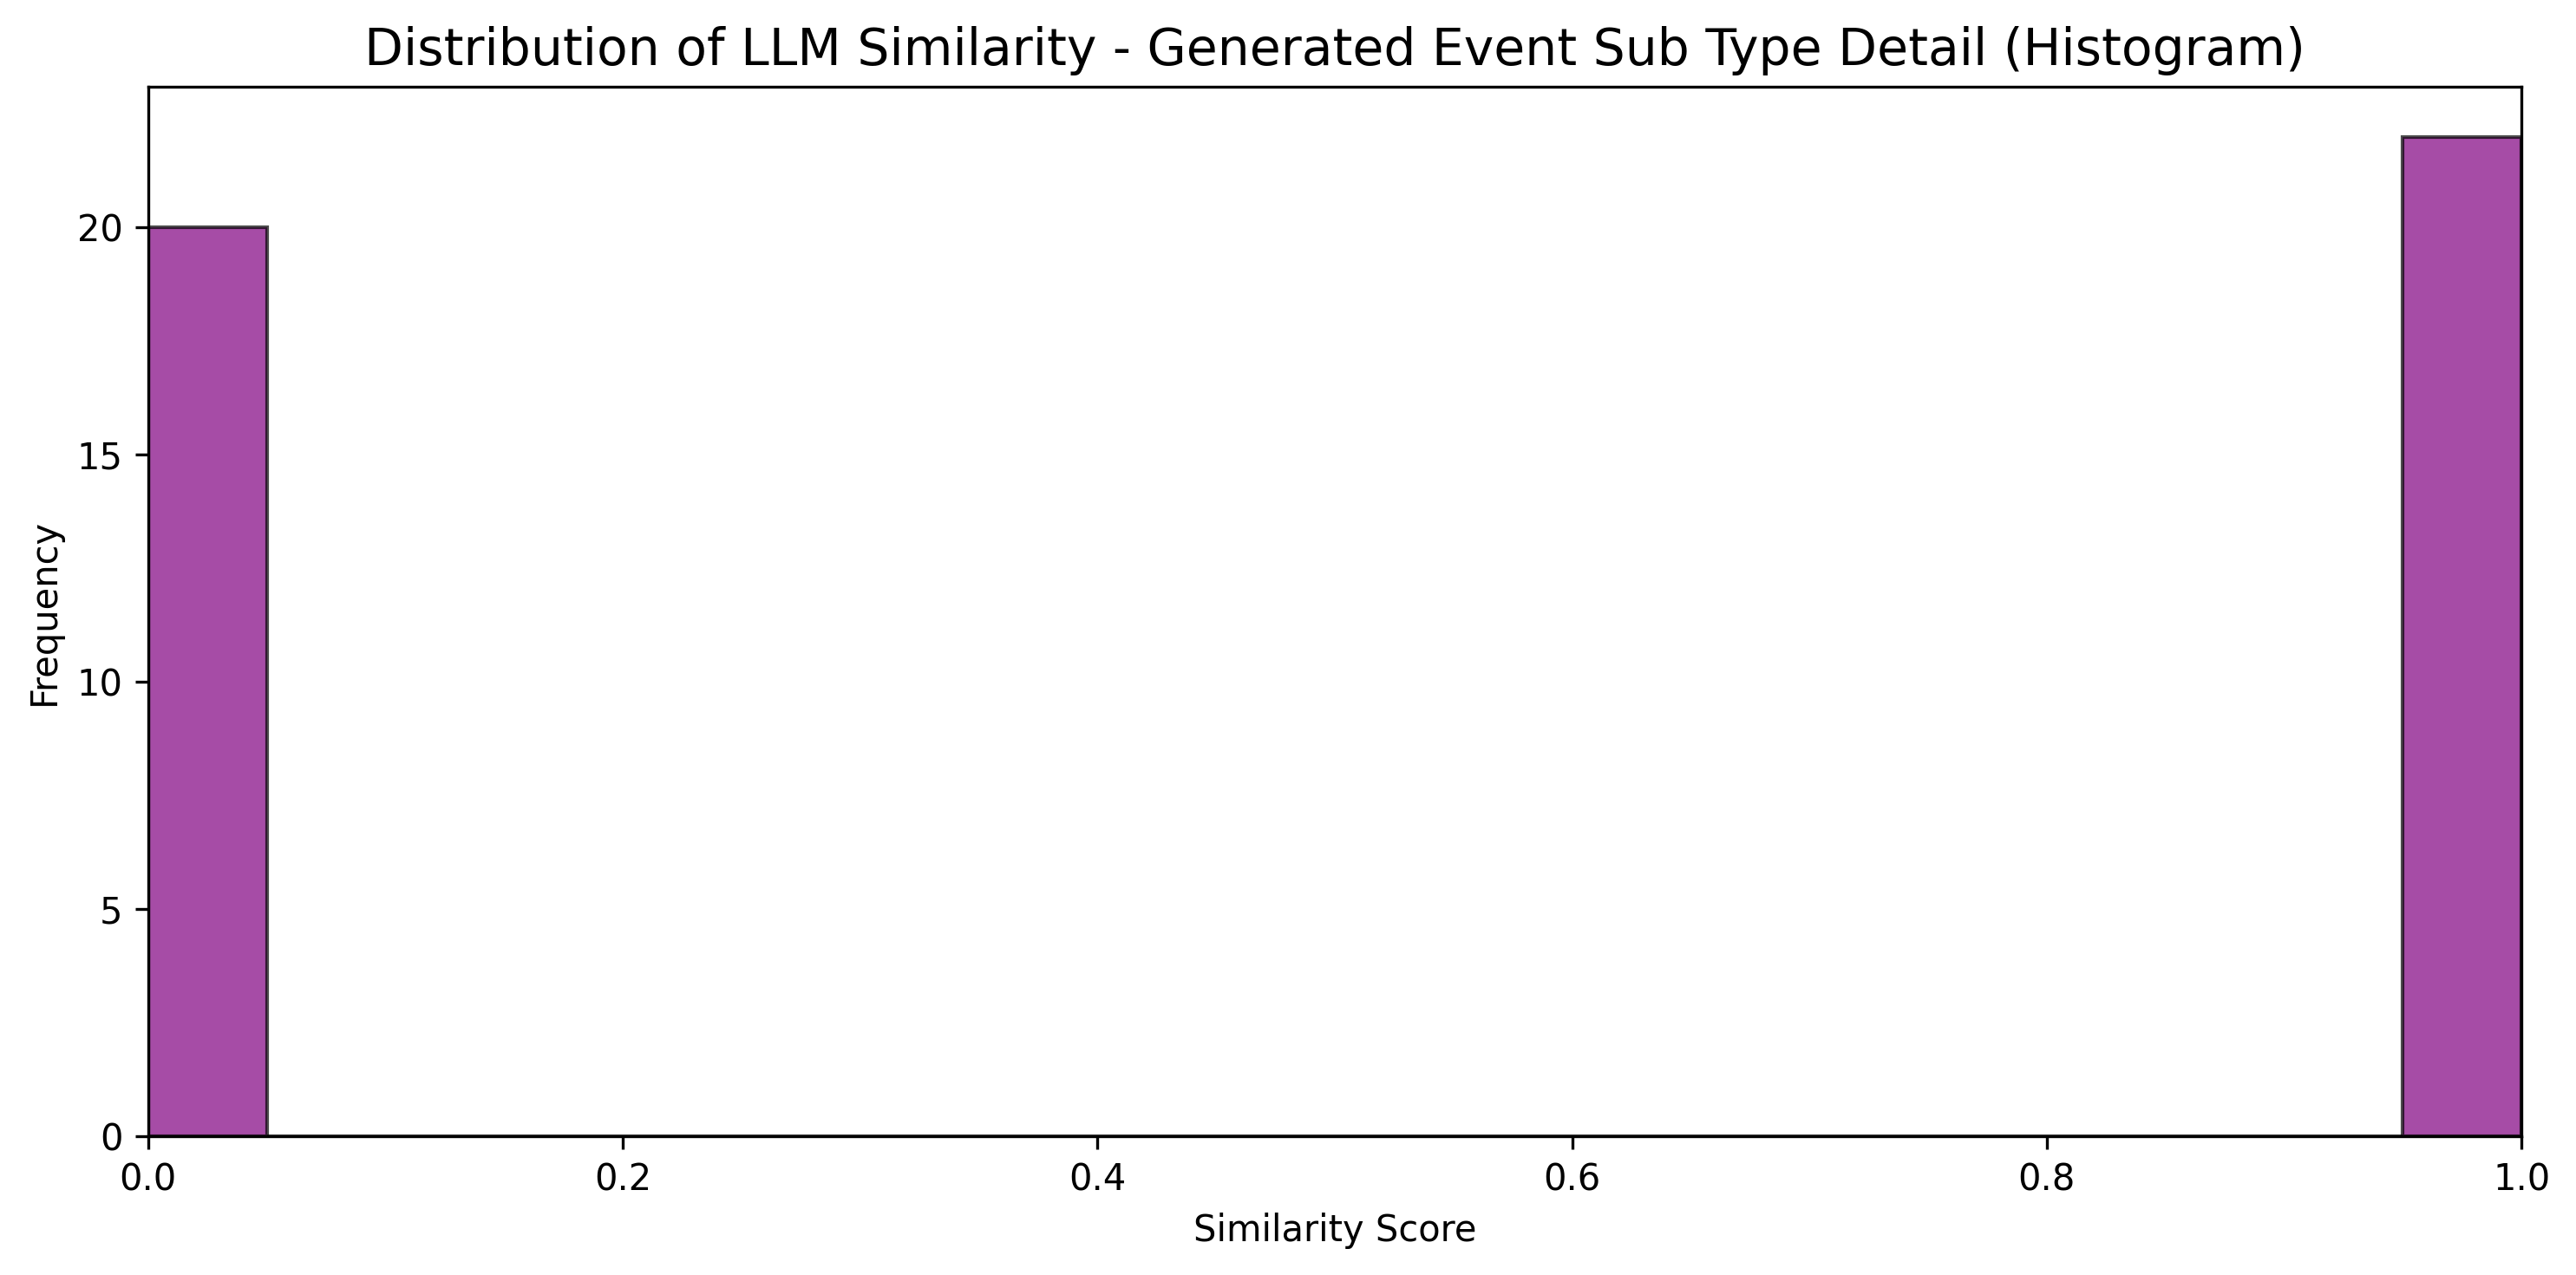 Distribution of LLM Similarity - Generated Event Sub Type Detail (Histogram)
Frequency
20
15
10
5
0
0.0 0.2 0.4 0.6 0.8 1.0
Similarity Score